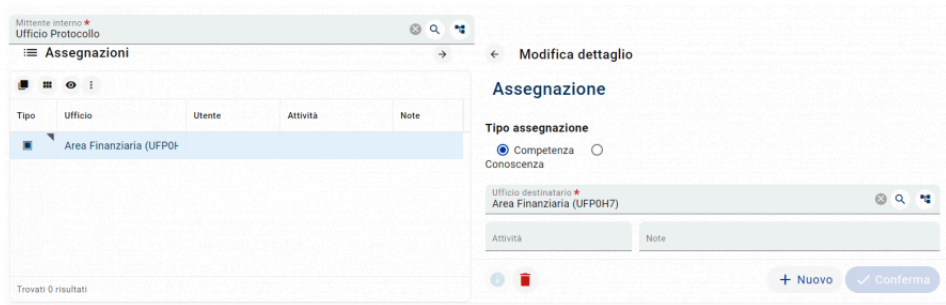 Mittente interno *
Ufficio Protocollo
Assegnazioni
Tipo Ufficio Utente Attività Note
Area Finanziaria (UFP0H
Trovati 0 risultati
Modifica dettaglio
Assegnazione
Tipo assegnazione
Competenza
Conoscenza
Ufficio destinatario *
Area Finanziaria (UFP0H7)
Attività Note
+ Nuovo Conferma